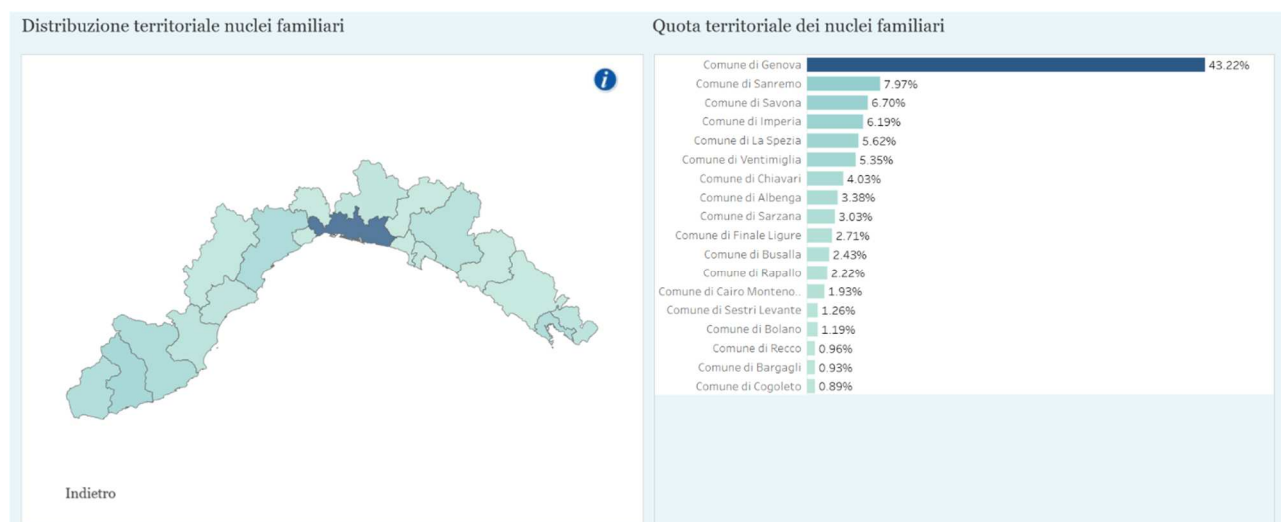 Distribuzione territoriale nuclei familiari
i
Indietro
Quota territoriale dei nuclei familiari
Comune di Genova 43.22%
Comune di Sanremo 7.97%
Comune di Savona 6.70%
Comune di Imperia 6.19%
Comune di La Spezia 5.62%
Comune di Ventimiglia 5.35%
Comune di Chiavari 4.03%
Comune di Albenga 3.38%
Comune di Sarzana 3.03%
Comune di Finale Ligure 2.71%
Comune di Busalla 2.43%
Comune di Rapallo 2.22%
Comune di Cairo Monteno.. 1.93%
Comune di Sestri Levante 1.26%
Comune di Bolano 1.19%
Comune di Recco 0.96%
Comune di Bargagli 0.93%
Comune di Cogoleto 0.89%